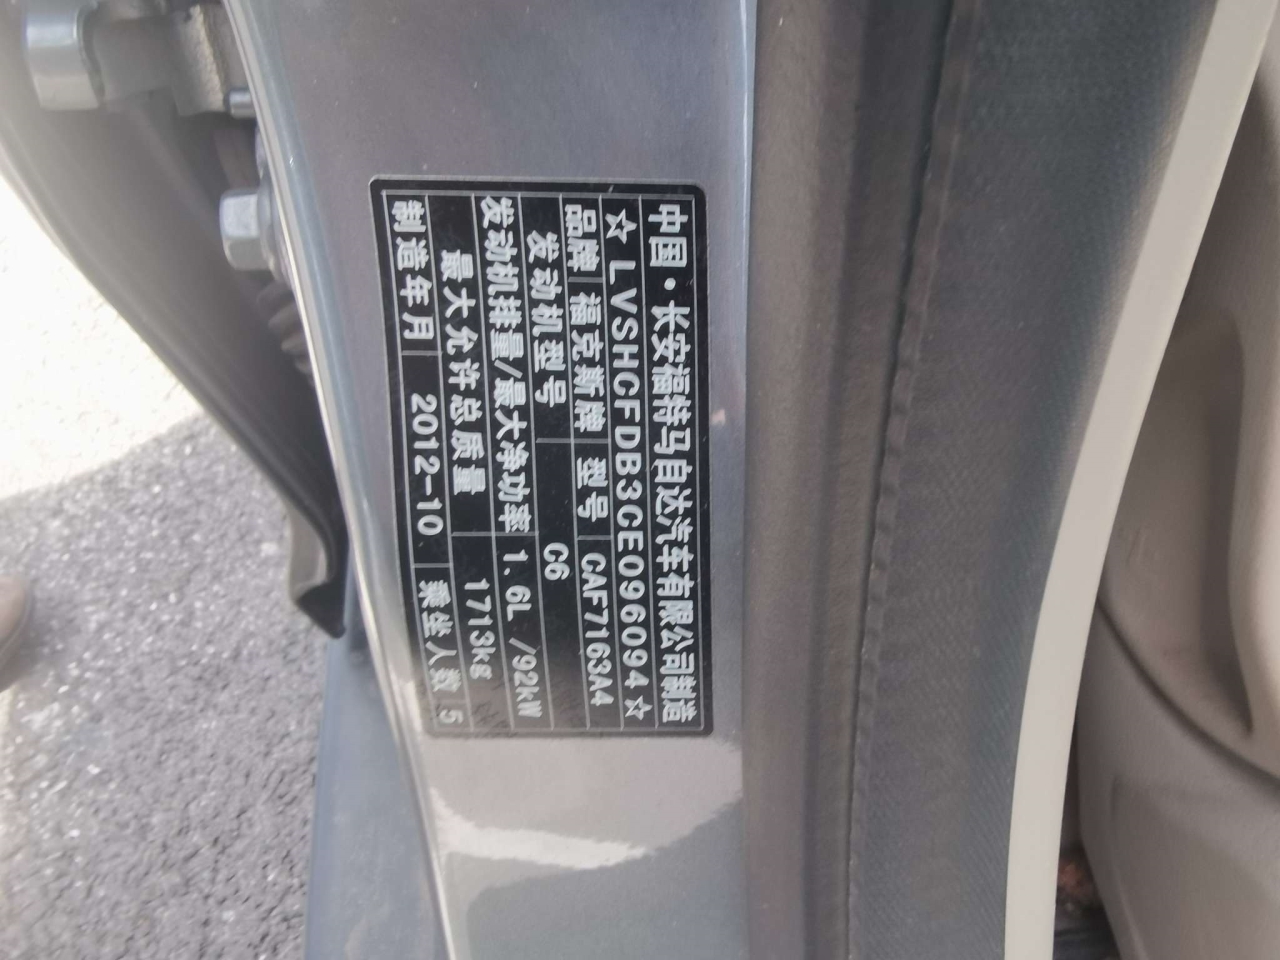 中国·长安福特马自达汽车有限公司制造
☆LVSHCFDB3CE096094☆
品牌 福克斯牌 型号 CAF7163A4
发动机型号 C6
发动机排量/最大净功率 1.6L /92kW
最大允许总质量 1713kg
制造年月 2012-10 乘坐人数 5